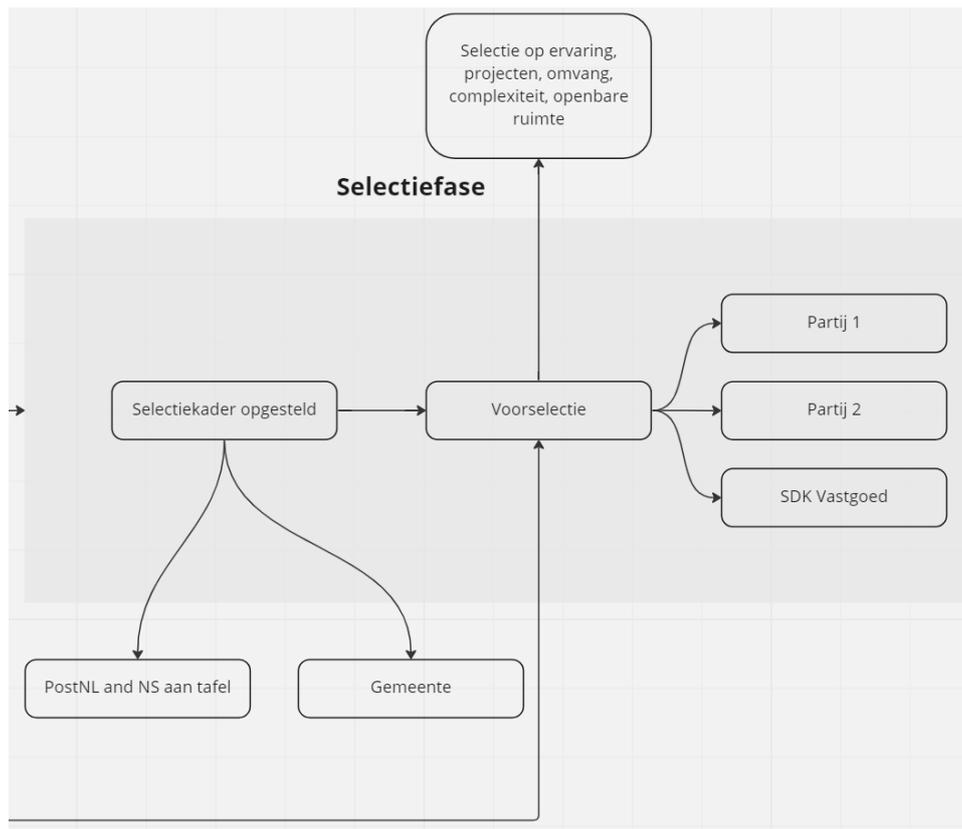 Selectie op ervaring,
projecten, omvang,
complexiteit, openbare
ruimte
Selectiefase
Partij 1
Selectiekader opgesteld
Voorselectie
Partij 2
SDK Vastgoed
PostNL and NS aan tafel
Gemeente